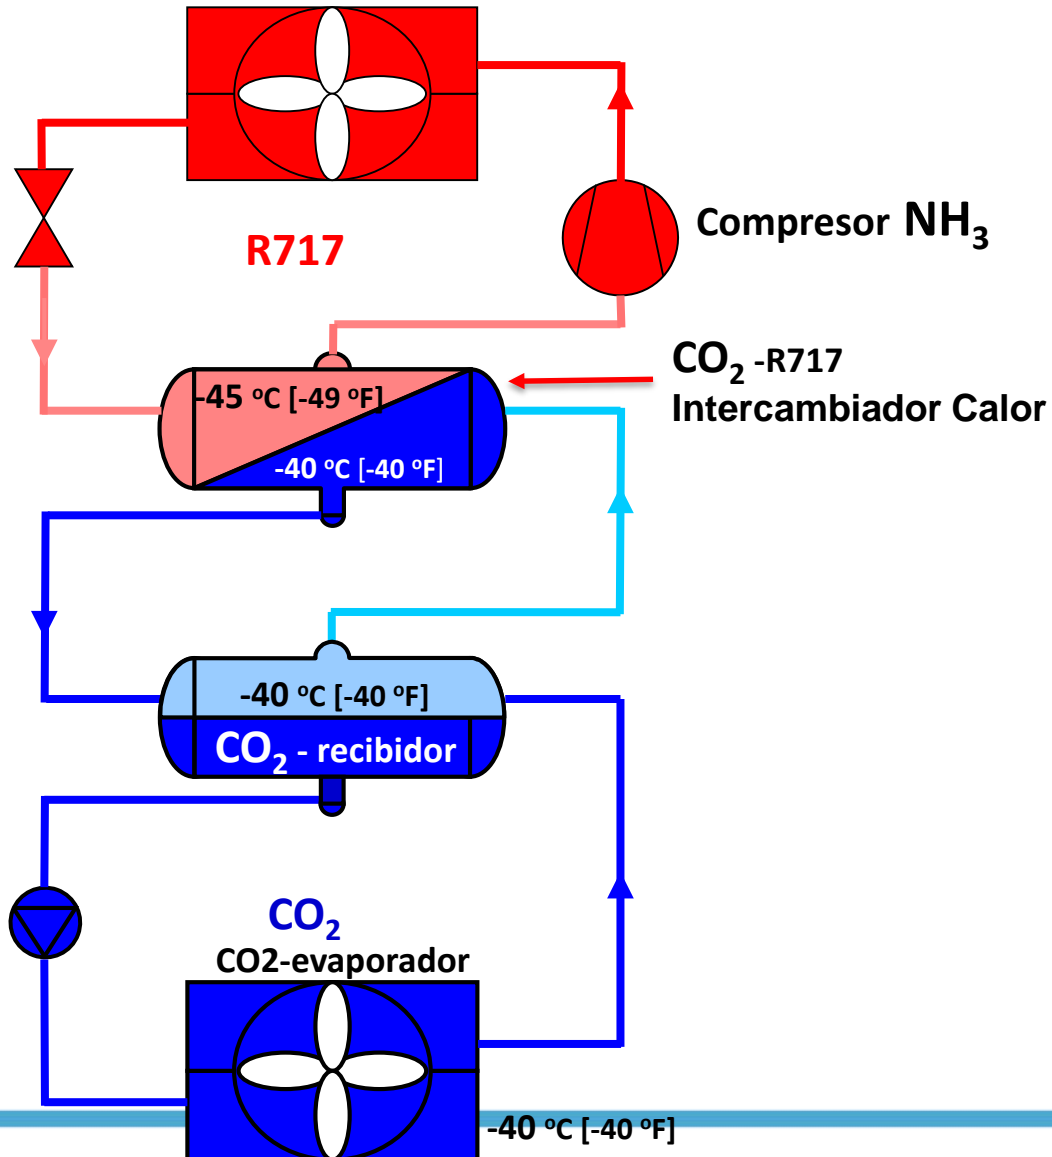 R717
Compresor NH₃
CO₂ -R717
Intercambiador Calor
-45 ºC [-49 ºF]
-40 ºC [-40 ºF]
-40 ºC [-40 ºF]
CO₂ - recibidor
CO₂
CO2-evaporador
-40 ºC [-40 ºF]